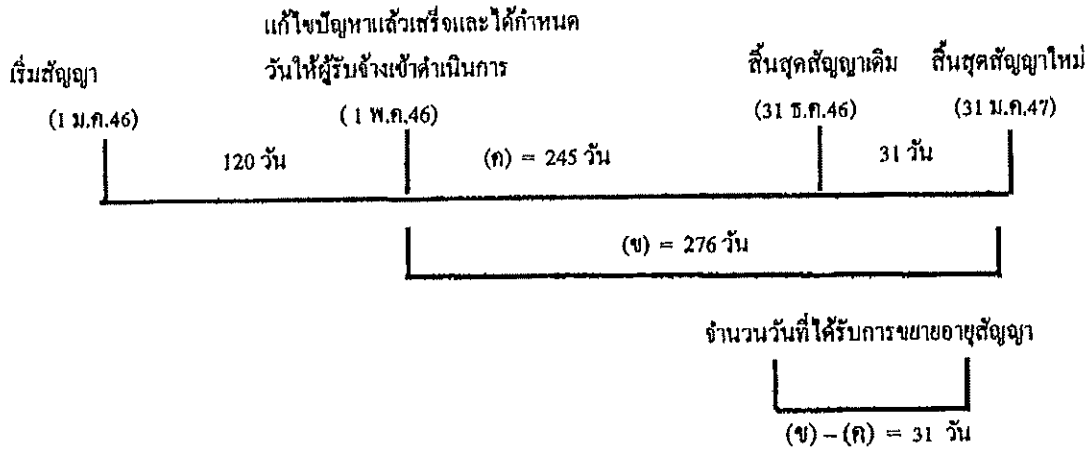 แก้ไขปัญหาแล้วเสร็จและได้กำหนด
วันให้ผู้รับจ้างเข้าดำเนินการ
เริ่มสัญญา
สิ้นสุดสัญญาเดิม
สิ้นสุดสัญญาใหม่
(1 ม.ค.46)
( 1 พ.ค.46)
(31 ธ.ค.46)
(31 ม.ค.47)
120 วัน
(ค) = 245 วัน
31 วัน
(ข) = 276 วัน
จำนวนวันที่ได้รับการขยายอายุสัญญา
(ข) – (ค) = 31 วัน